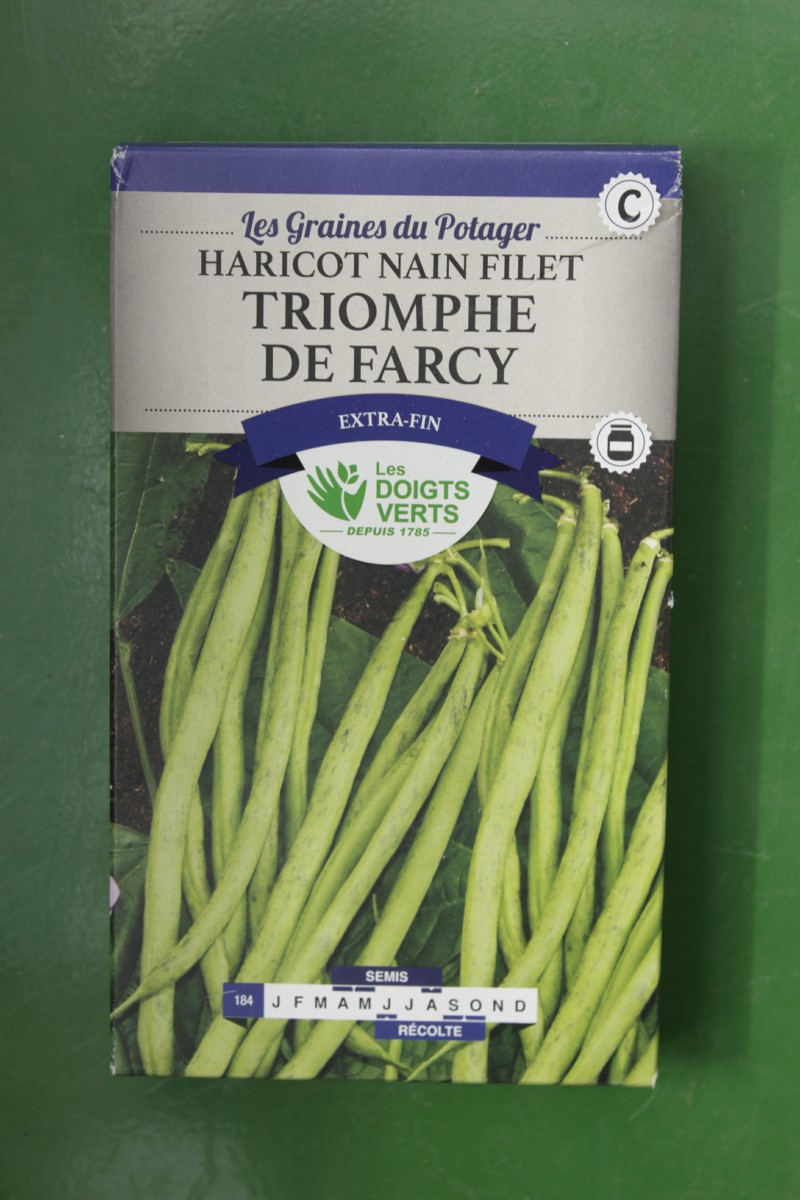 C
Les Graines du Potager
HARICOT NAIN FILET
TRIOMPHE
DE FARCY
EXTRA-FIN
Les
DOIGTS
VERTS
DEPUIS 1785
SEMIS
184 J F M A M J J A S O N D
RÉCOLTE